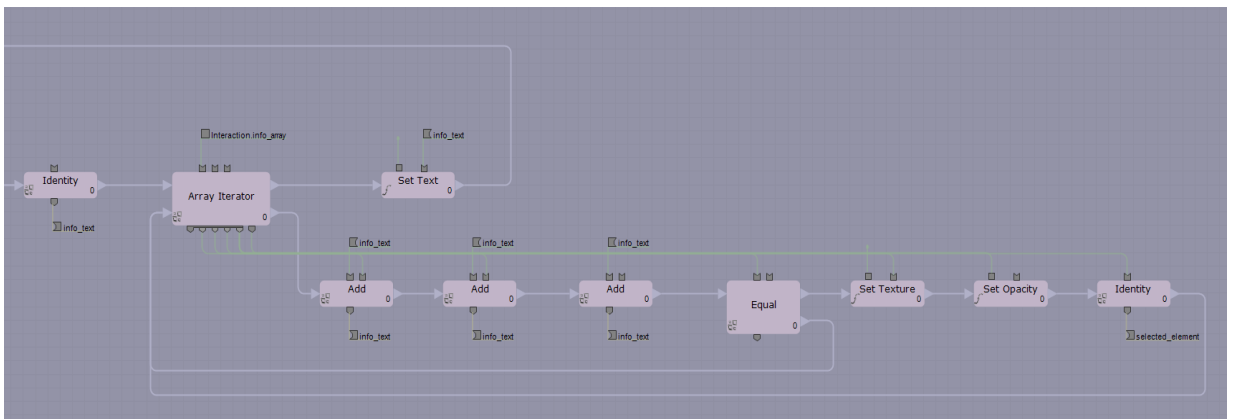 Interaction.info_array
info_text
Identity
0
Array Iterator
0
Set Text
0
info_text
info_text
info_text
info_text
Add
0
Add
0
Add
0
Equal
0
Set Texture
0
Set Opacity
0
Identity
0
info_text
info_text
info_text
selected_element